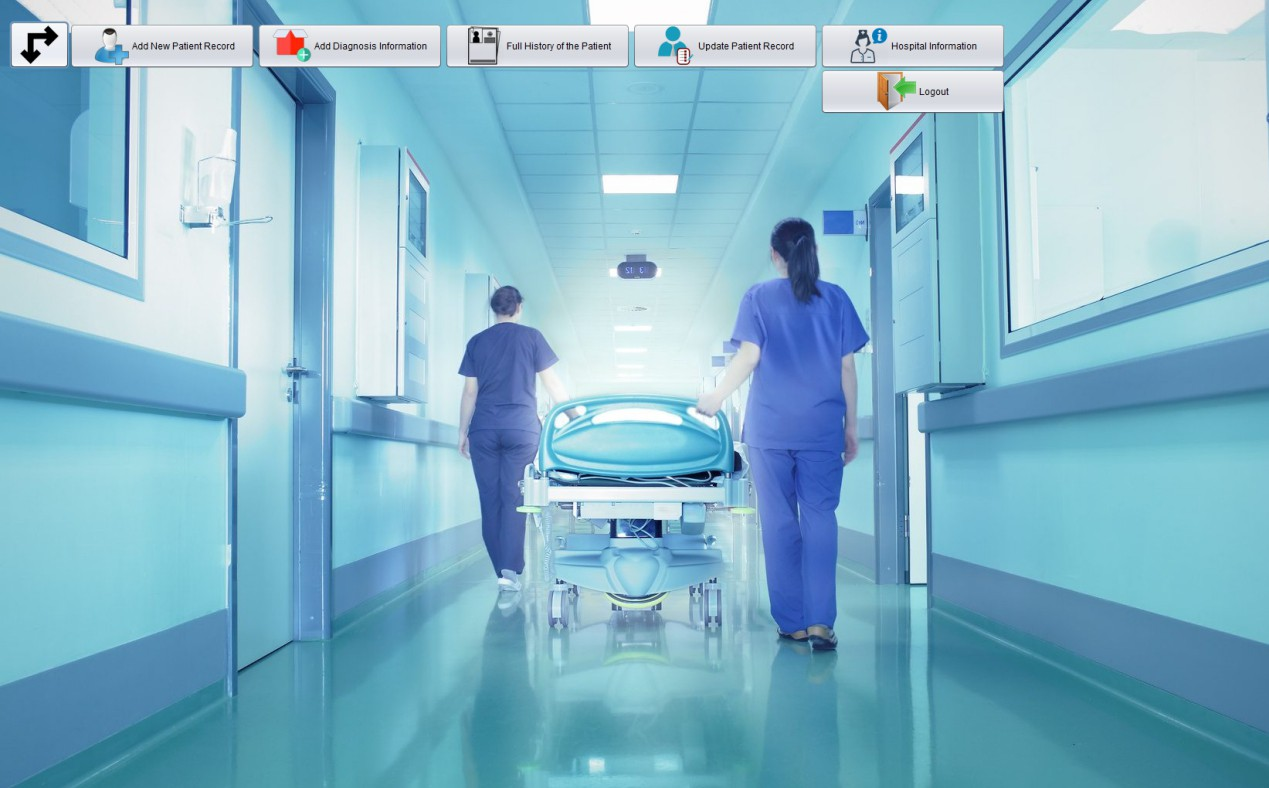 Add New Patient Record
Add Diagnosis Information
Full History of the Patient
Update Patient Record
Hospital Information
Logout